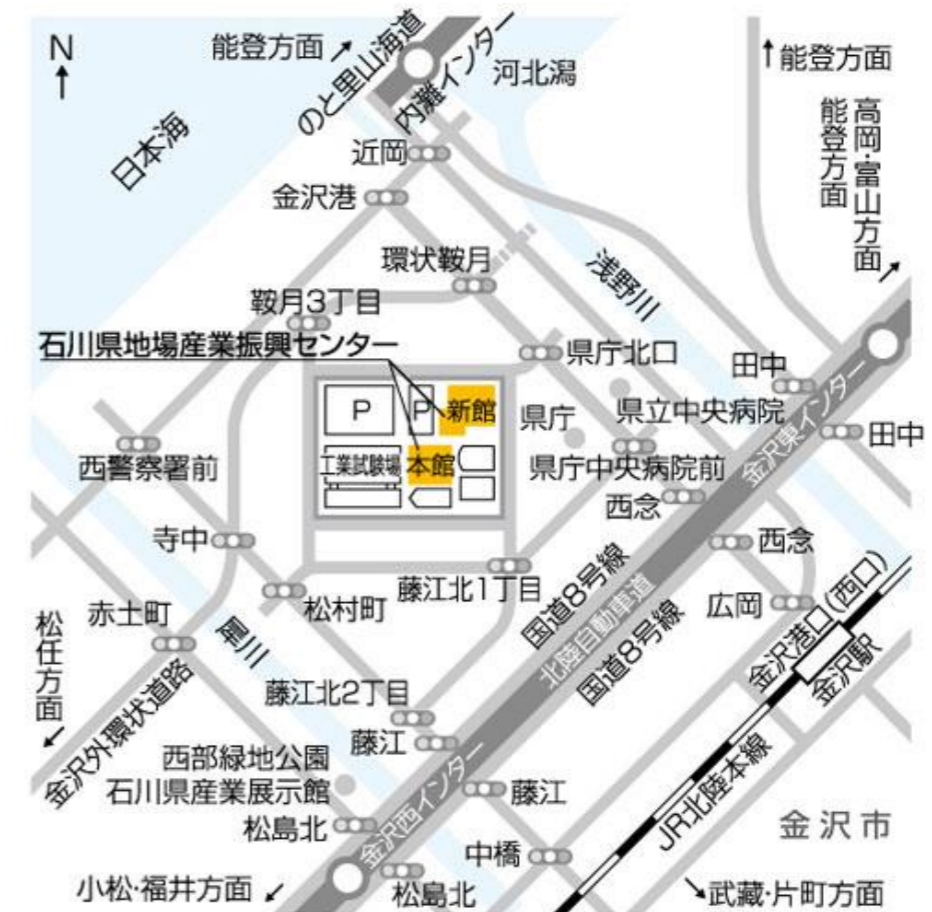 N
能登方面
のと里山海道
内灘インター
河北潟
能登方面
高岡・富山方面
能登方面
日本海
近岡
金沢港
環状鞍月
浅野川
鞍月3丁目
石川県地場産業振興センター
県庁北口
田中
P
P
新館
県庁
県立中央病院
金沢東インター
田中
西警察署前
工業試験場
本館
県庁中央病院前
西念
寺中
西念
藤江北1丁目
国道8号線
北陸自動車道
国道8号線
広岡
金沢港口(西口)
金沢駅
松村町
赤土町
松任方面
犀川
金沢外環状道路
藤江北2丁目
藤江
西部緑地公園
石川県産業展示館
藤江
JR北陸本線
金沢市
松島北
金沢西インター
中橋
小松・福井方面
松島北
武蔵・片町方面